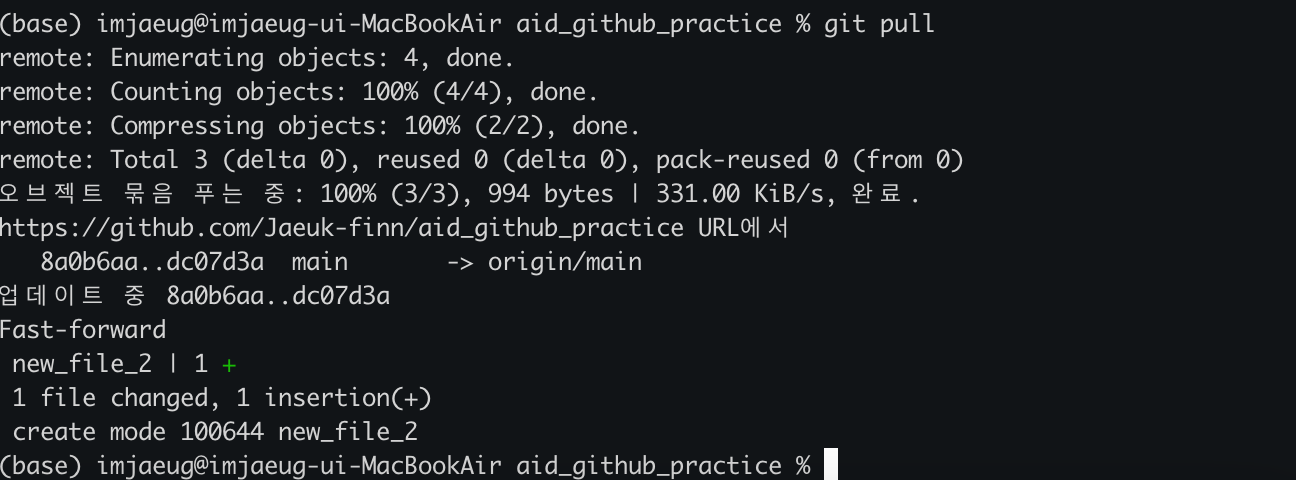 (base) imjaeug@imjaeug-ui-MacBookAir aid_github_practice % git pull
remote: Enumerating objects: 4, done.
remote: Counting objects: 100% (4/4), done.
remote: Compressing objects: 100% (2/2), done.
remote: Total 3 (delta 0), reused 0 (delta 0), pack-reused 0 (from 0)
오브젝트 묶음 푸는 중: 100% (3/3), 994 bytes | 331.00 KiB/s, 완료.
https://github.com/Jaeuk-finn/aid_github_practice URL에서
   8a0b6aa..dc07d3a  main       -> origin/main
업데이트 중 8a0b6aa..dc07d3a
Fast-forward
 new_file_2 | 1 +
 1 file changed, 1 insertion(+)
 create mode 100644 new_file_2
(base) imjaeug@imjaeug-ui-MacBookAir aid_github_practice %